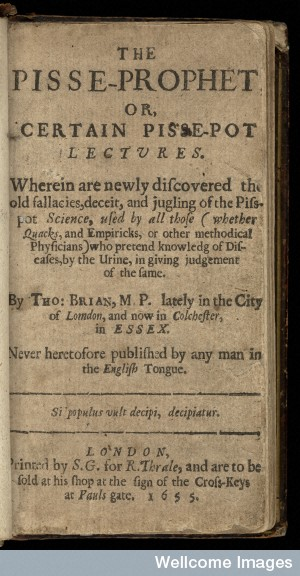 THE
PISSE-PROPHET
OR,
CERTAIN PISSE-POT
LECTURES.
Wherein are newly discovered the
old fallacies, deceit, and jugling of the Piss-
pot Science, used by all those (whether
Quacks, and Empiricks, or other methodical
Physicians) who pretend knowledg of Dis-
eases, by the Urine, in giving judgement
of the same.
By THO: BRIAN, M. P. lately in the City
of London, and now in Colchester,
in ESSEX.
Never heretofore published by any man in
the English Tongue.
Si populus vult decipi, decipiatur.
LONDON,
Printed by S.G. for R. Thrale, and are to be
sold at his shop at the sign of the Cross-Keys
at Pauls gate. 1655.
Wellcome Images